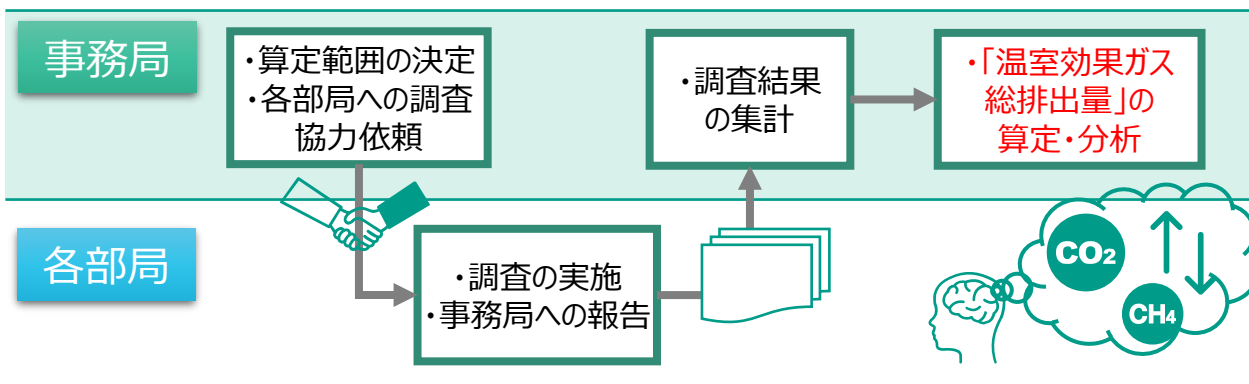 事務局
・算定範囲の決定
・各部局への調査
協力依頼
・調査結果
の集計
・「温室効果ガス
総排出量」の
算定・分析
各部局
・調査の実施
・事務局への報告
CO₂
CH₄